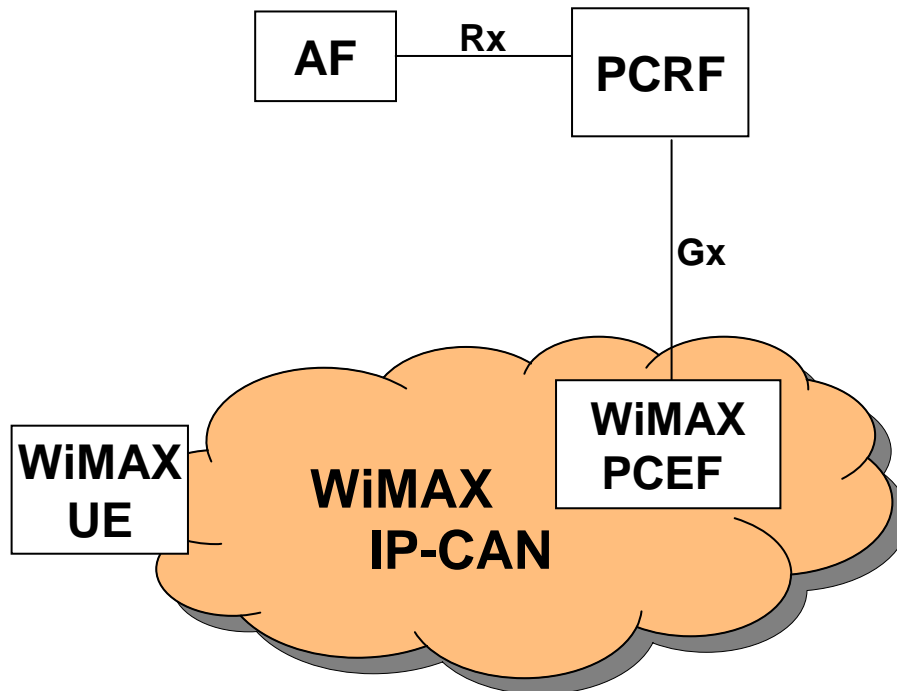 AF
Rx
PCRF
Gx
WiMAX
PCEF
WiMAX
UE
WiMAX
IP-CAN